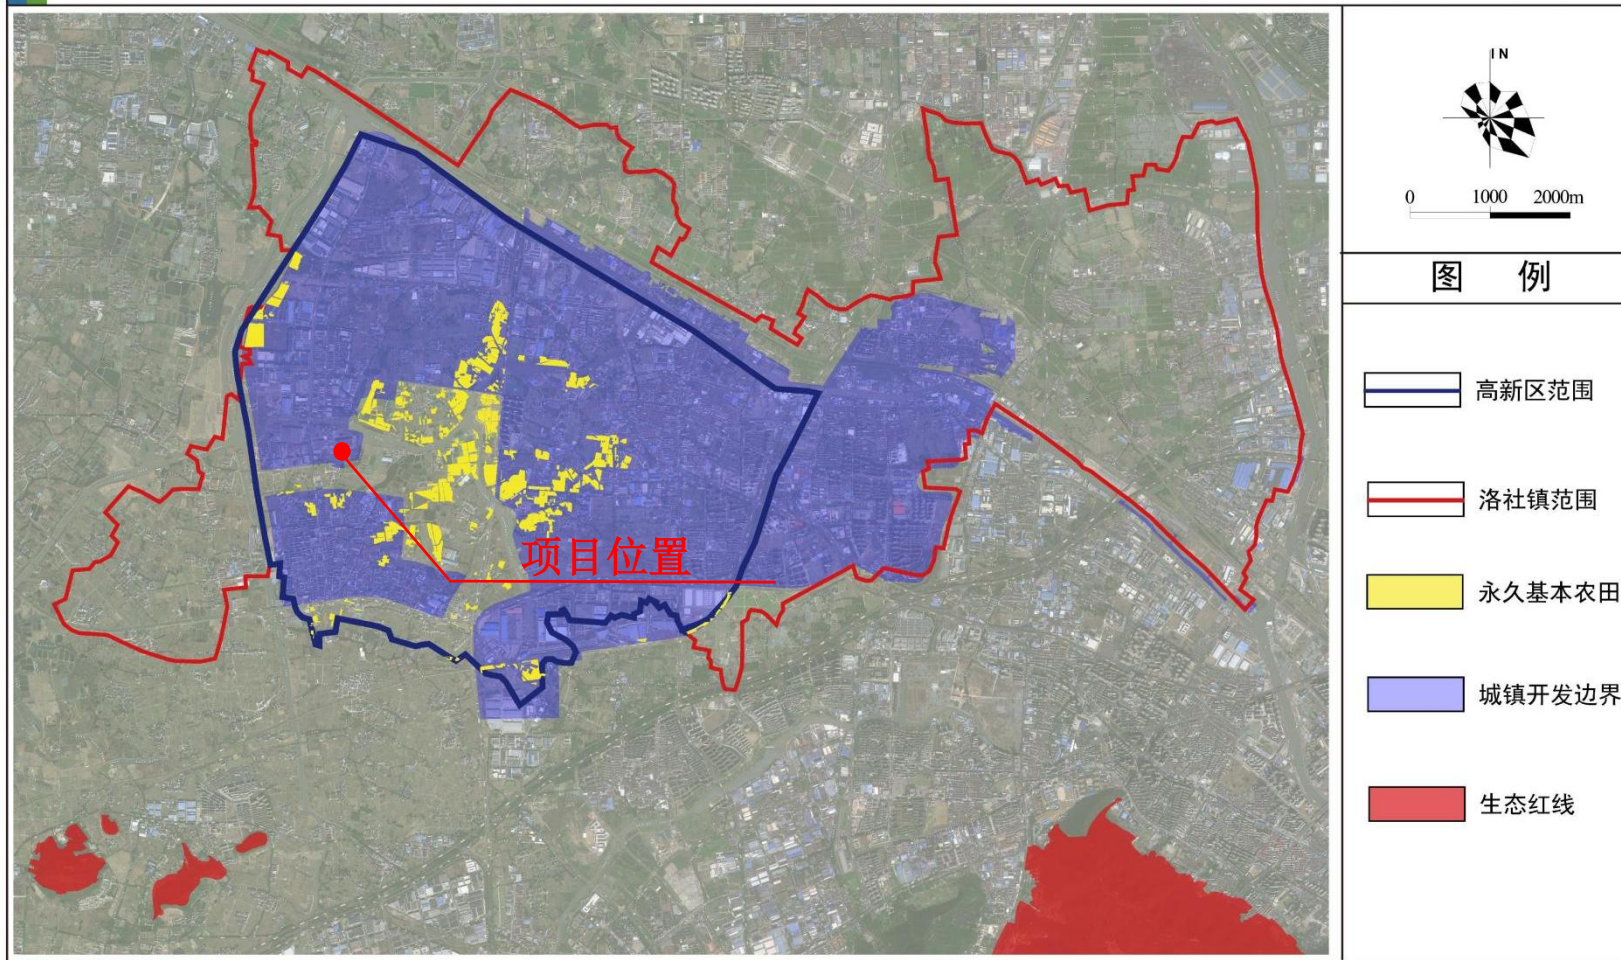 IN
0 1000 2000m
图 例
高新区范围
洛社镇范围
永久基本农田
城镇开发边界
生态红线
项目位置